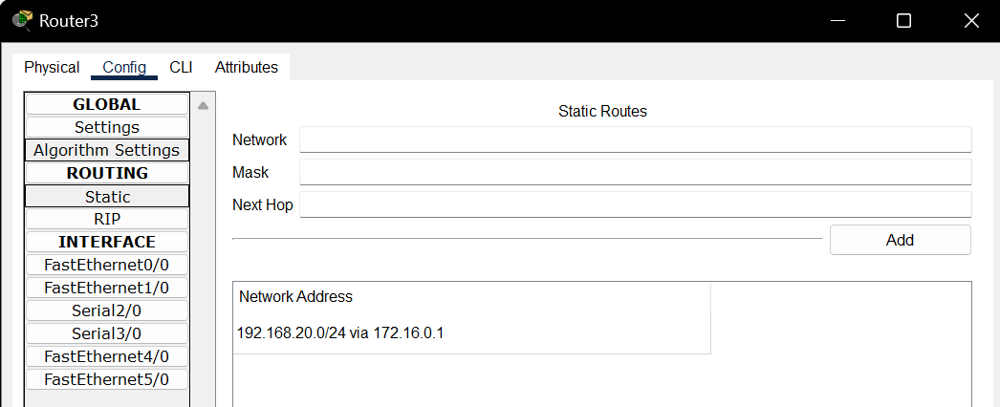 Router3
Physical Config CLI Attributes
GLOBAL
Settings
Algorithm Settings
ROUTING
Static
RIP
INTERFACE
FastEthernet0/0
FastEthernet1/0
Serial2/0
Serial3/0
FastEthernet4/0
FastEthernet5/0
Static Routes
Network
Mask
Next Hop
Add
Network Address
192.168.20.0/24 via 172.16.0.1